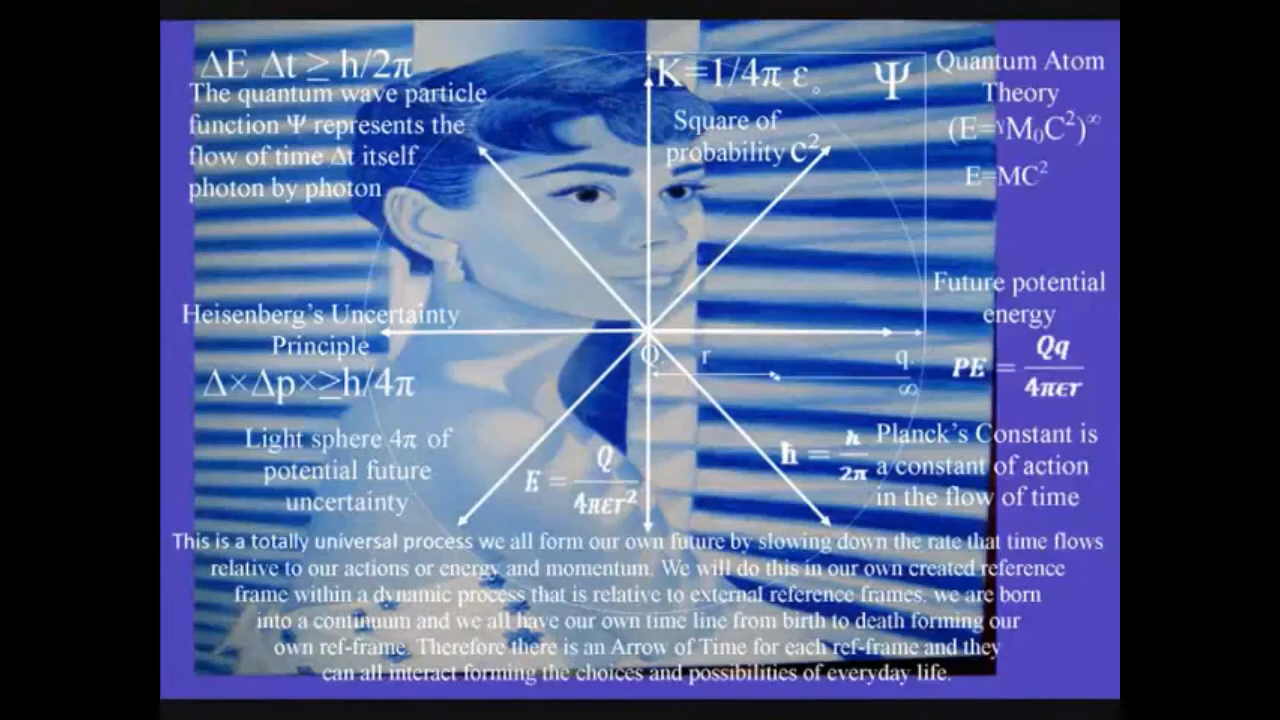 ΔE Δt ≥ h/2π
The quantum wave particle
function Ψ represents the
flow of time Δt itself
photon by photon
K=1/4π ε○
Ψ
Square of
probability C²
Quantum Atom
Theory
(E=γM₀C²)∞
E=MC²
Heisenberg's Uncertainty
Principle
Δ×Δp×≥h/4π
Future potential
energy
PE = Qq/4πεr
Q. r q.
∞
Light sphere 4π of
potential future
uncertainty
E = Q/4πεr²
ħ = h/2π
Planck's Constant is
a constant of action
in the flow of time
This is a totally universal process we all form our own future by slowing down the rate that time flows
relative to our actions or energy and momentum. We will do this in our own created reference
frame within a dynamic process that is relative to external reference frames. we are born
into a continuum and we all have our own time line from birth to death forming our
own ref-frame. Therefore there is an Arrow of Time for each ref-frame and they
can all interact forming the choices and possibilities of everyday life.